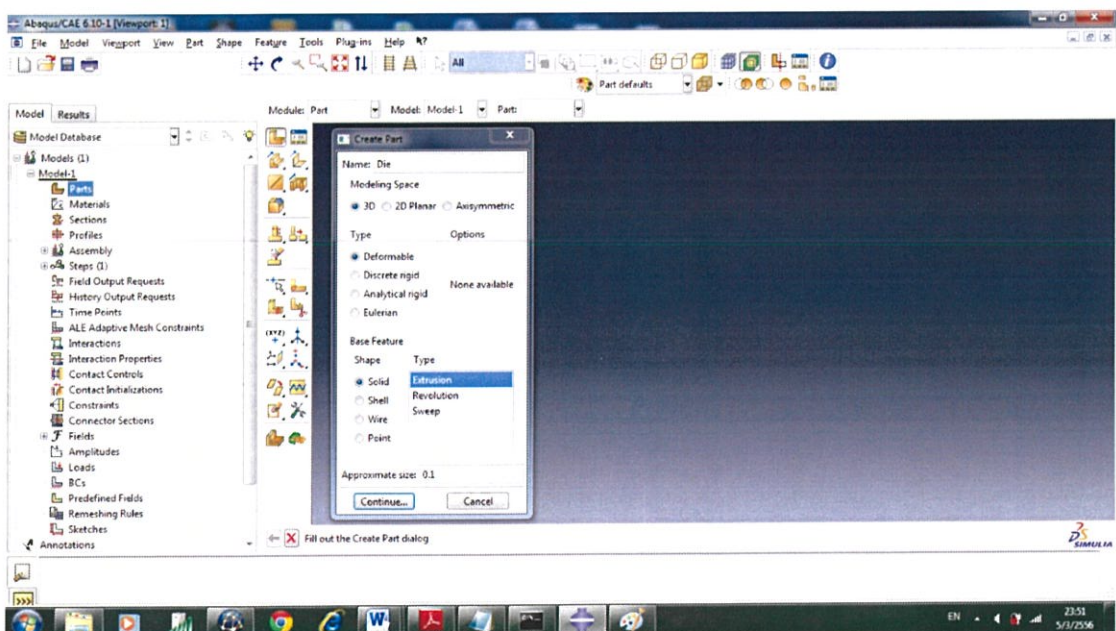 Abaqus/CAE 6.10-1 [Viewport: 1]
File Model Viewport View Part Shape Feature Tools Plug-ins Help
All
Part defaults
Model Results
Module: Part Model: Model-1 Part:
Model Database
Models (1)
Model-1
Parts
Materials
Sections
Profiles
Assembly
Steps (1)
Field Output Requests
History Output Requests
Time Points
ALE Adaptive Mesh Constraints
Interactions
Interaction Properties
Contact Controls
Contact Initializations
Constraints
Connector Sections
Fields
Amplitudes
Loads
BCs
Predefined Fields
Remeshing Rules
Sketches
Annotations
(XYZ)
Create Part
Name: Die
Modeling Space
3D 2D Planar Axisymmetric
Type Options
Deformable
Discrete rigid
Analytical rigid
Eulerian
None available
Base Feature
Shape Type
Solid Extrusion
Shell Revolution
Wire Sweep
Point
Approximate size: 0.1
Continue... Cancel
Fill out the Create Part dialog
SIMULIA
>>>
EN
23:51
5/3/2556